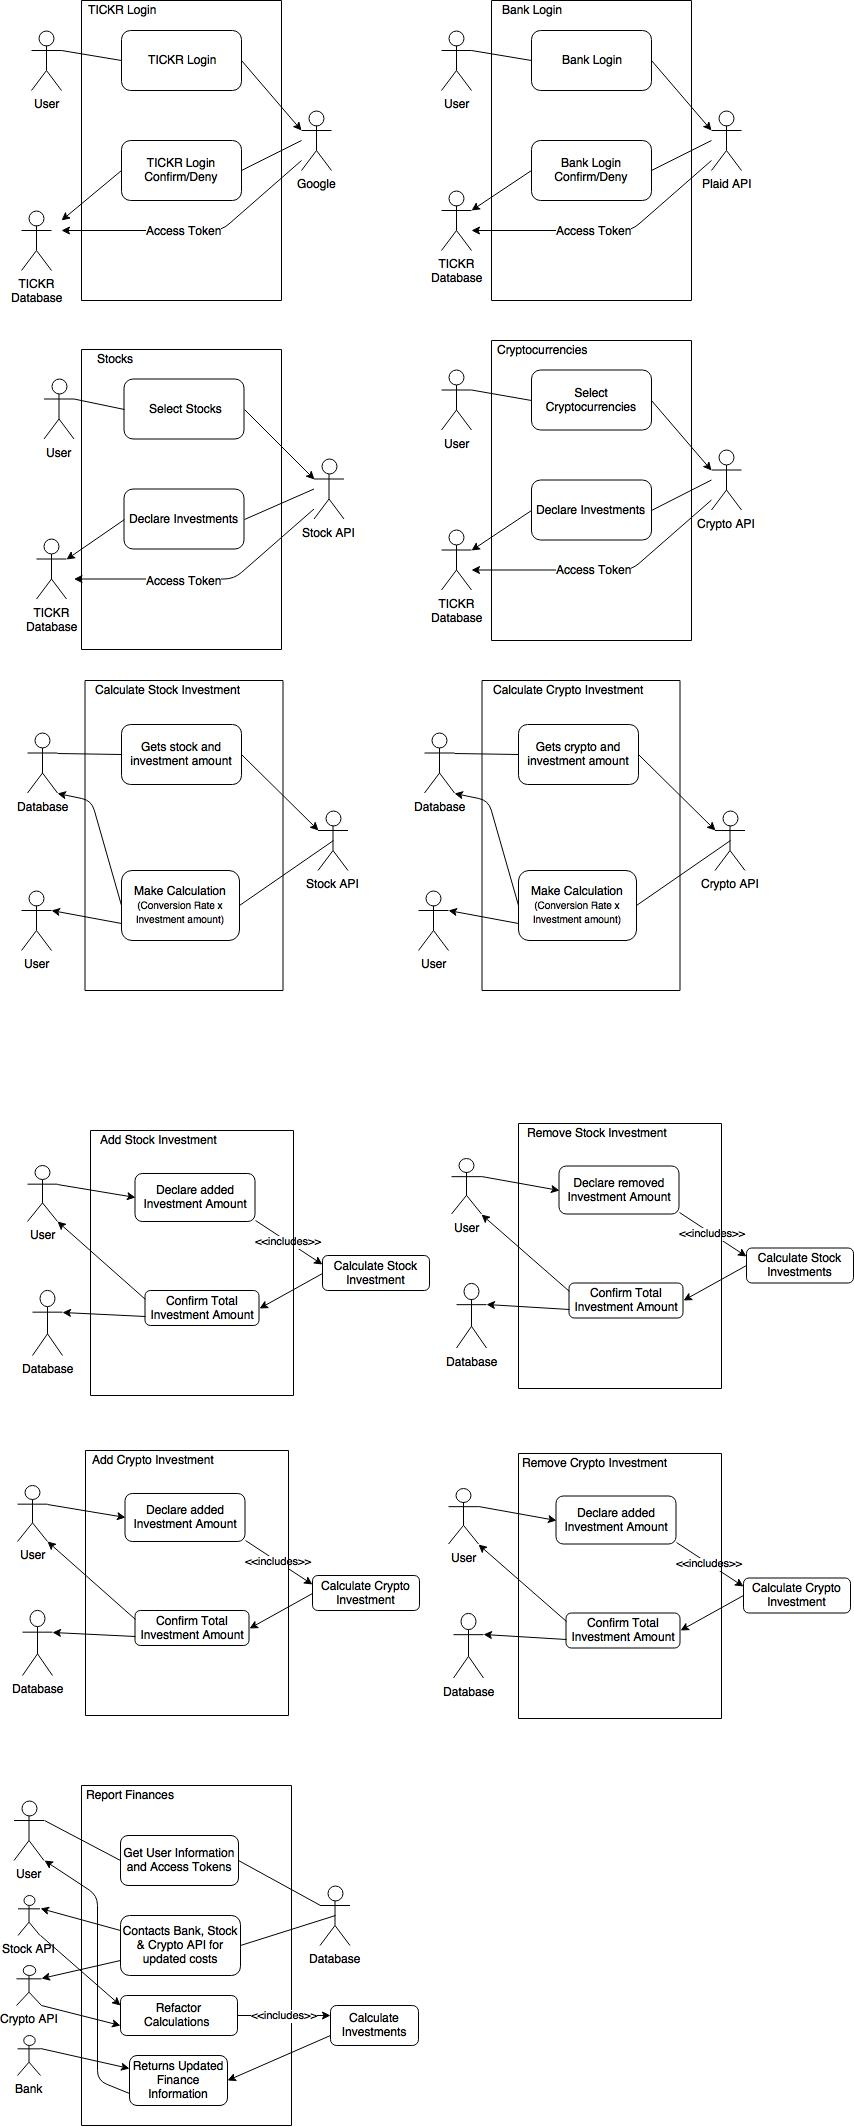 TICKR Login
TICKR Login
User
TICKR Login
Confirm/Deny
Google
Access Token
TICKR
Database
Bank Login
Bank Login
User
Bank Login
Confirm/Deny
Plaid API
Access Token
TICKR
Database
Stocks
Select Stocks
User
Declare Investments
Stock API
Access Token
TICKR
Database
Cryptocurrencies
Select
Cryptocurrencies
User
Declare Investments
Crypto API
Access Token
TICKR
Database
Calculate Stock Investment
Gets stock and
investment amount
Database
Stock API
Make Calculation
(Conversion Rate x
Investment amount)
User
Calculate Crypto Investment
Gets crypto and
investment amount
Database
Crypto API
Make Calculation
(Conversion Rate x
Investment amount)
User
Add Stock Investment
Declare added
Investment Amount
User
<<includes>>
Calculate Stock
Investment
Confirm Total
Investment Amount
Database
Remove Stock Investment
Declare removed
Investment Amount
User
<<includes>>
Calculate Stock
Investments
Confirm Total
Investment Amount
Database
Add Crypto Investment
Declare added
Investment Amount
User
<<includes>>
Calculate Crypto
Investment
Confirm Total
Investment Amount
Database
Remove Crypto Investment
Declare added
Investment Amount
User
<<includes>>
Calculate Crypto
Investment
Confirm Total
Investment Amount
Database
Report Finances
Get User Information
and Access Tokens
User
Contacts Bank, Stock
& Crypto API for
updated costs
Stock API
Database
Refactor
Calculations
<<includes>>
Calculate
Investments
Crypto API
Returns Updated
Finance
Information
Bank